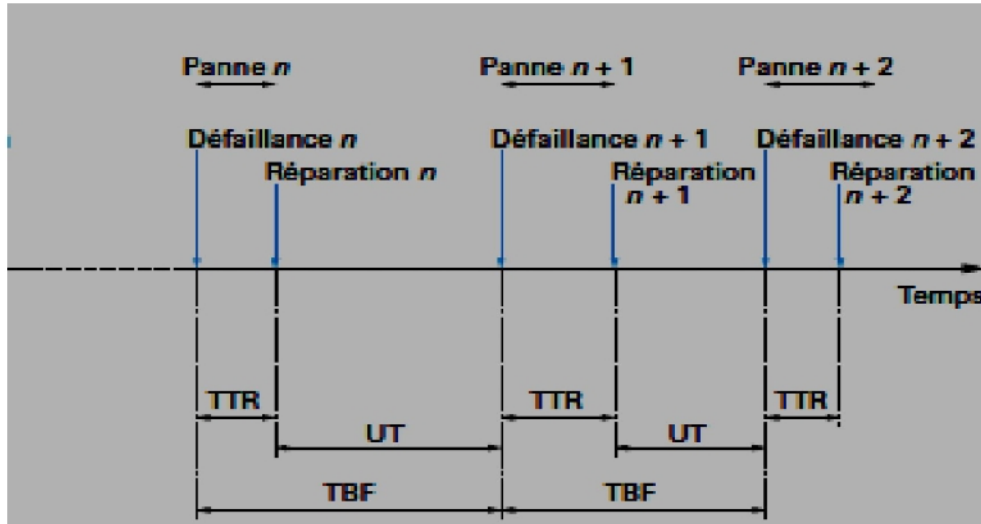 Panne n
Panne n + 1
Panne n + 2
Défaillance n
Défaillance n + 1
Défaillance n + 2
Réparation n
Réparation
n + 1
Réparation
n + 2
Temps
TTR
TTR
TTR
UT
UT
TBF
TBF